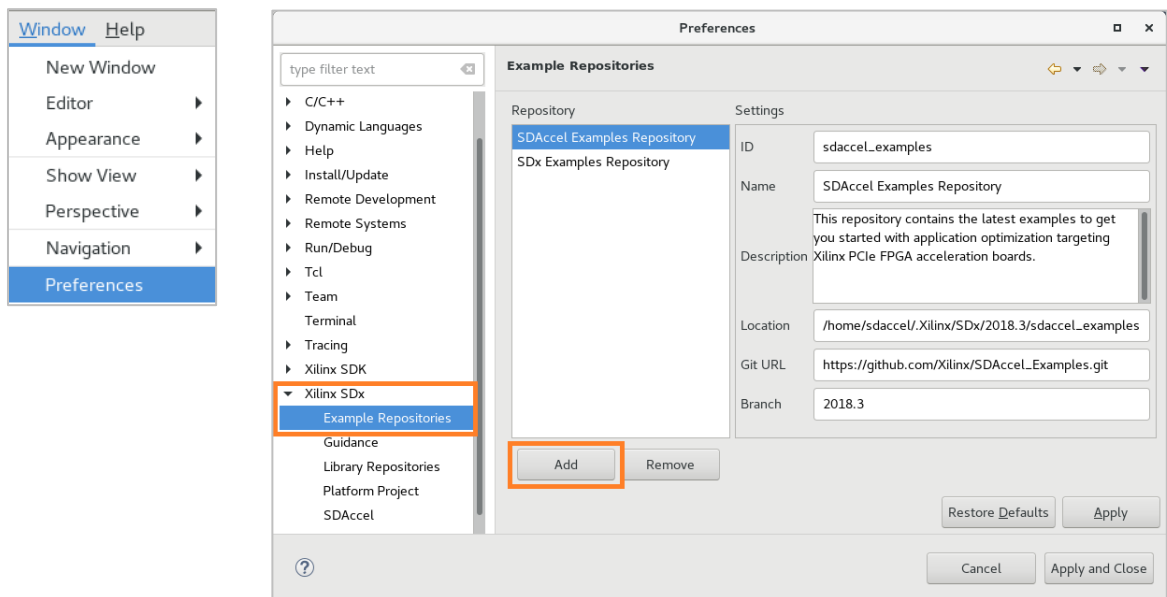 Window Help
New Window
Editor
Appearance
Show View
Perspective
Navigation
Preferences
Preferences
type filter text
C/C++
Dynamic Languages
Help
Install/Update
Remote Development
Remote Systems
Run/Debug
Tcl
Team
Terminal
Tracing
Xilinx SDK
Xilinx SDx
Example Repositories
Guidance
Library Repositories
Platform Project
SDAccel
Example Repositories
Repository
SDAccel Examples Repository
SDx Examples Repository
Add Remove
Settings
ID sdaccel_examples
Name SDAccel Examples Repository
Description
This repository contains the latest examples to get
you started with application optimization targeting
Xilinx PCIe FPGA acceleration boards.
Location /home/sdaccel/.Xilinx/SDx/2018.3/sdaccel_examples
Git URL https://github.com/Xilinx/SDAccel_Examples.git
Branch 2018.3
Restore Defaults Apply
Cancel Apply and Close